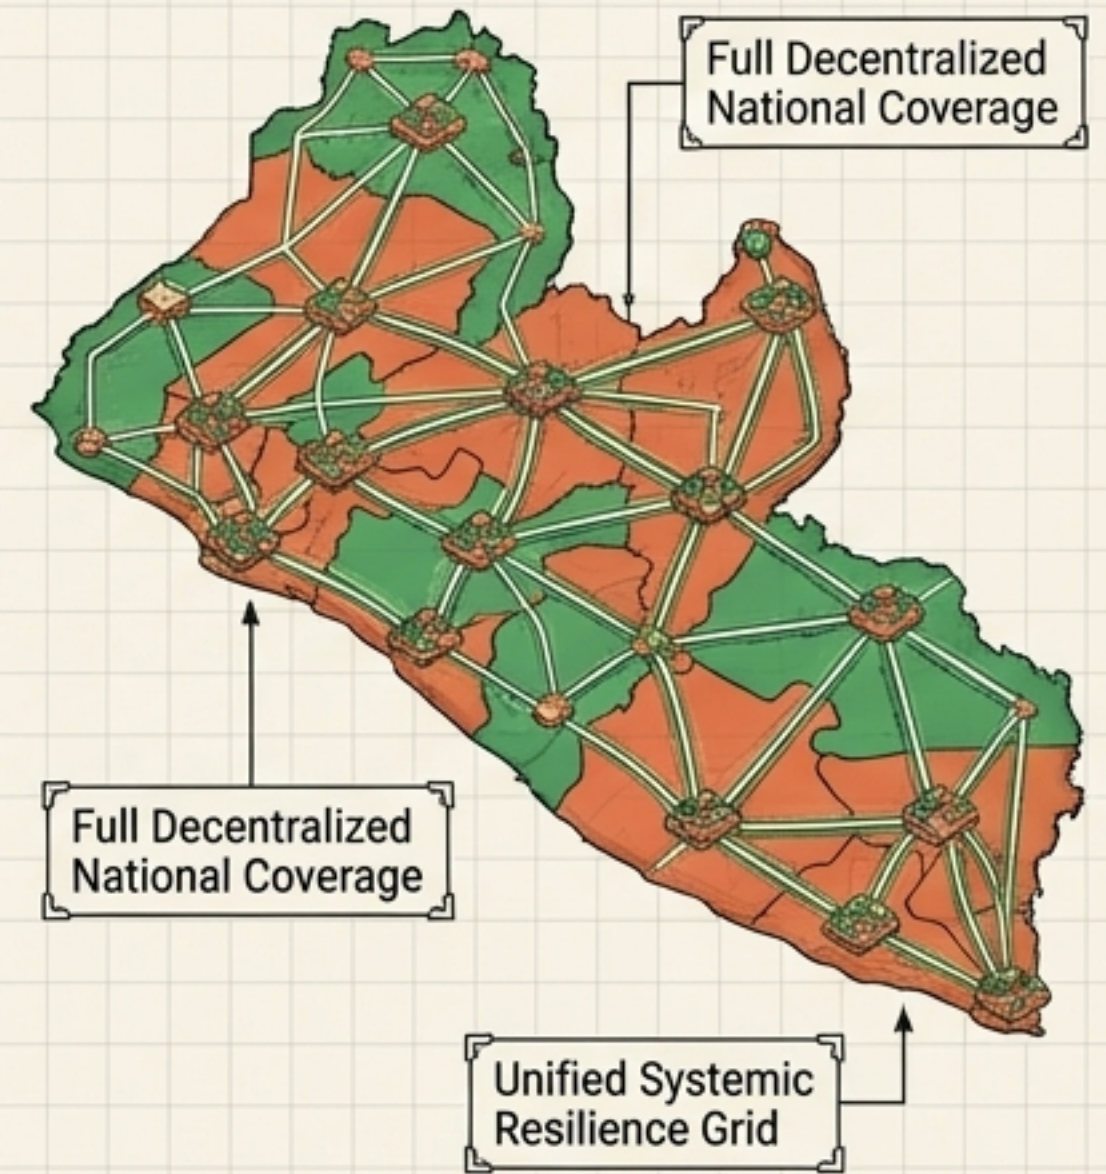 Full Decentralized
National Coverage
Full Decentralized
National Coverage
Unified Systemic
Resilience Grid